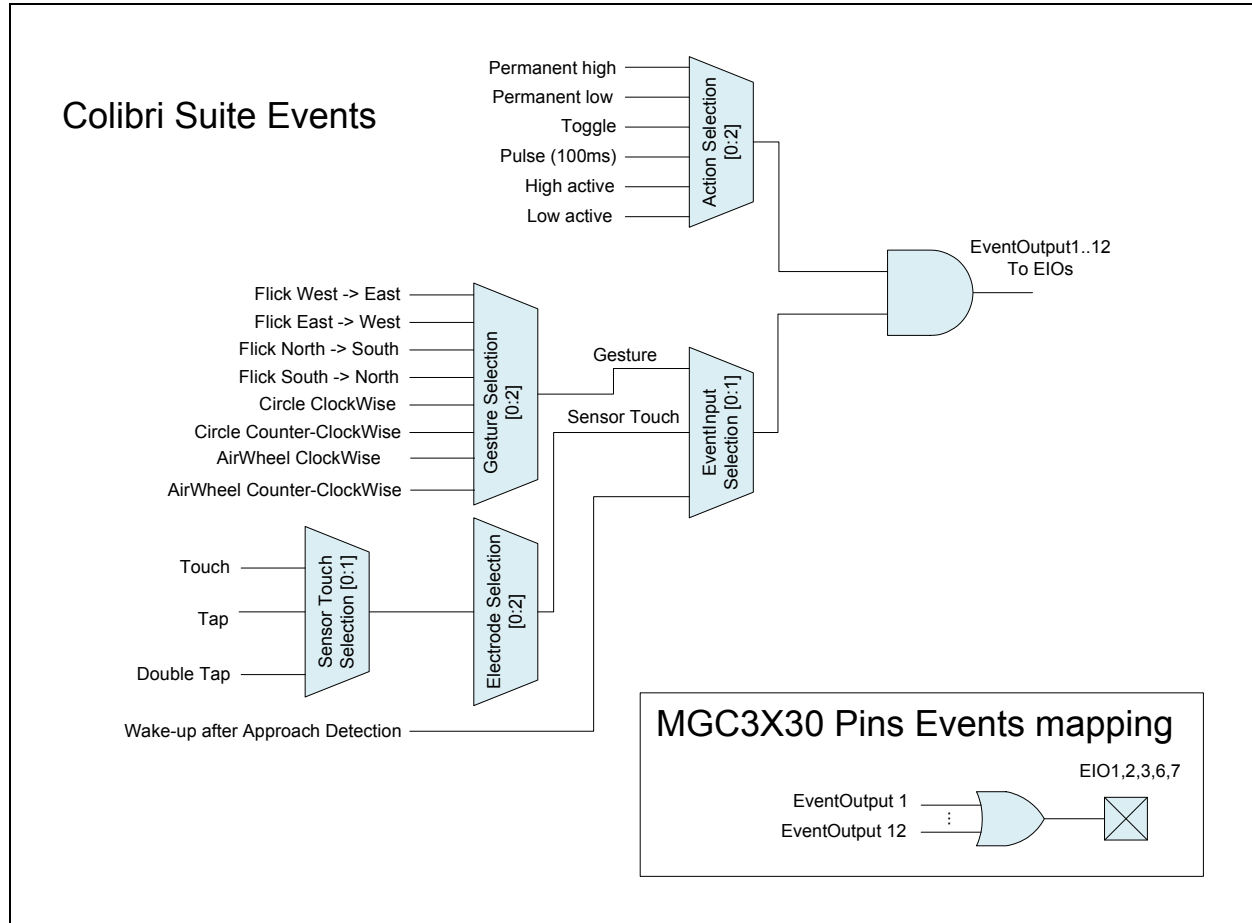 Colibri Suite Events
Permanent high
Permanent low
Toggle
Pulse (100ms)
High active
Low active
Action Selection
[0:2]
EventOutput1..12
To EIOs
Flick West -> East
Flick East -> West
Flick North -> South
Flick South -> North
Circle ClockWise
Circle Counter-ClockWise
AirWheel ClockWise
AirWheel Counter-ClockWise
Gesture Selection
[0:2]
Gesture
Sensor Touch
EventInput
Selection [0:1]
Touch
Tap
Double Tap
Sensor Touch
Selection [0:1]
Electrode Selection
[0:2]
Wake-up after Approach Detection
MGC3X30 Pins Events mapping
EIO1,2,3,6,7
EventOutput 1
...
EventOutput 12